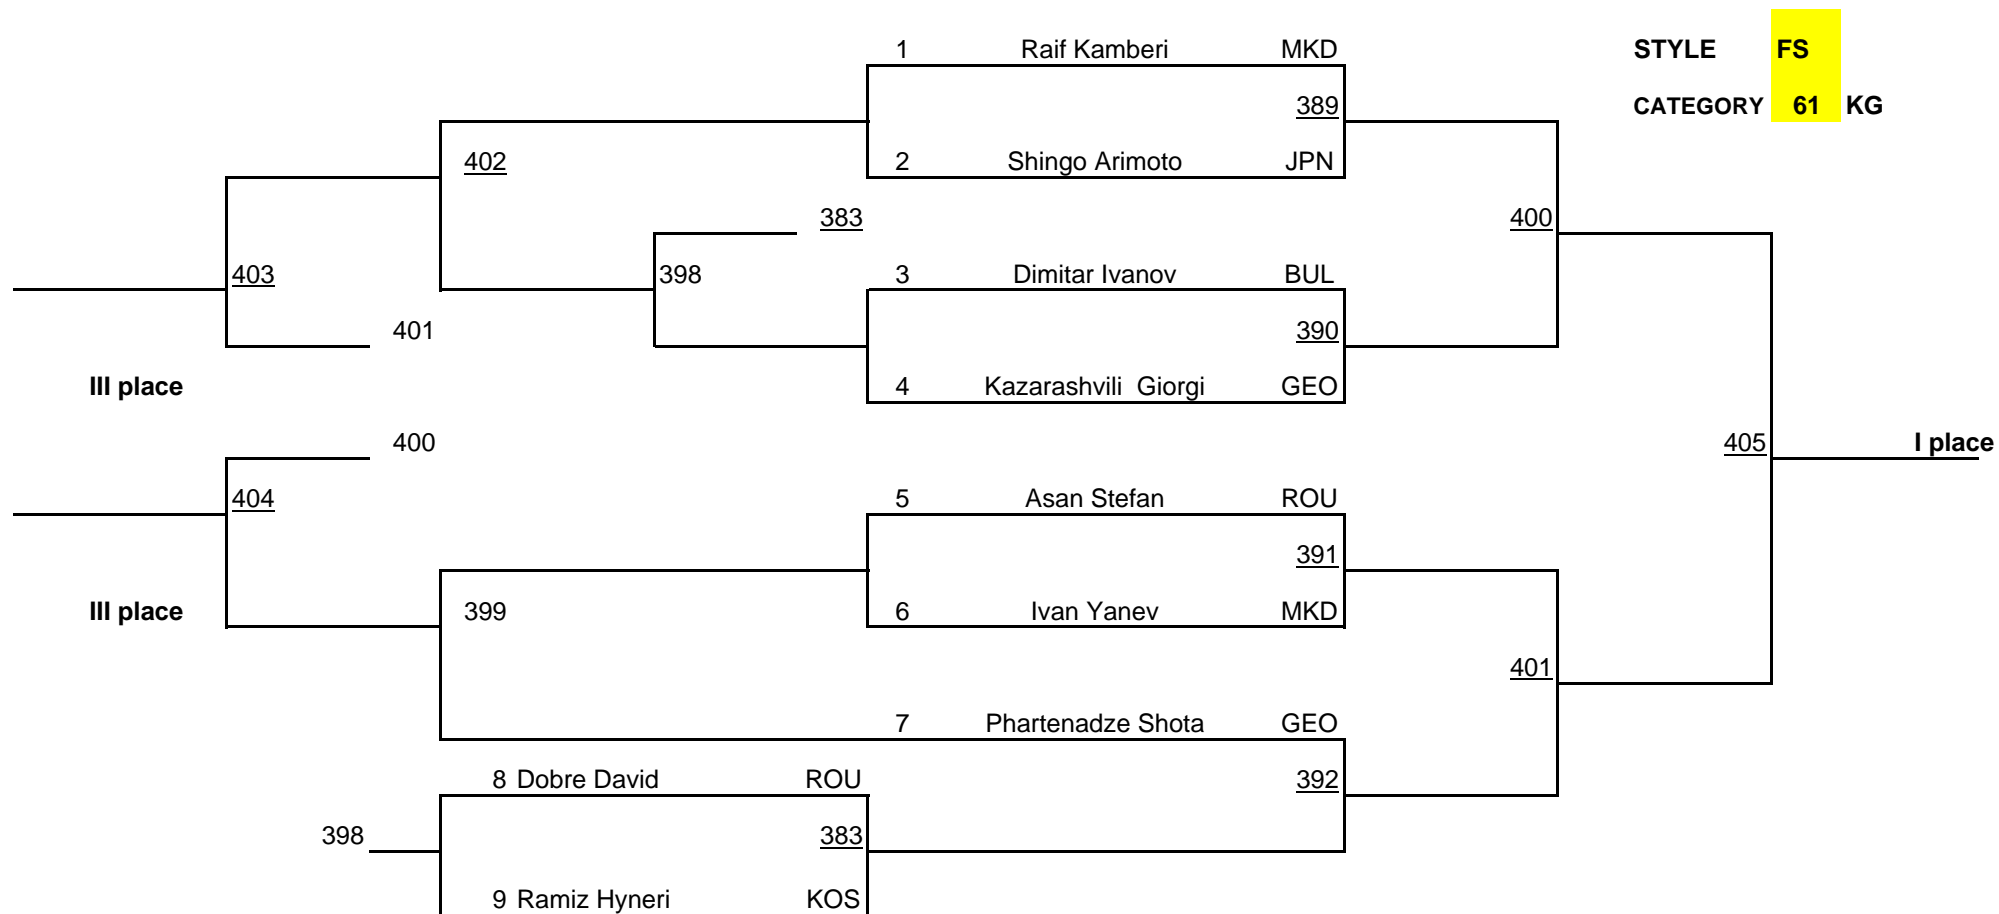 1 Raif Kamberi MKD STYLE FS
389 CATEGORY 61 KG
402 2 Shingo Arimoto JPN
383 400
403 398 3 Dimitar Ivanov BUL
401 390
III place 4 Kazarashvili Giorgi GEO
400 405 I place
404 5 Asan Stefan ROU
391
III place 399 6 Ivan Yanev MKD
401
7 Phartenadze Shota GEO
8 Dobre David ROU 392
398 383
9 Ramiz Hyneri KOS